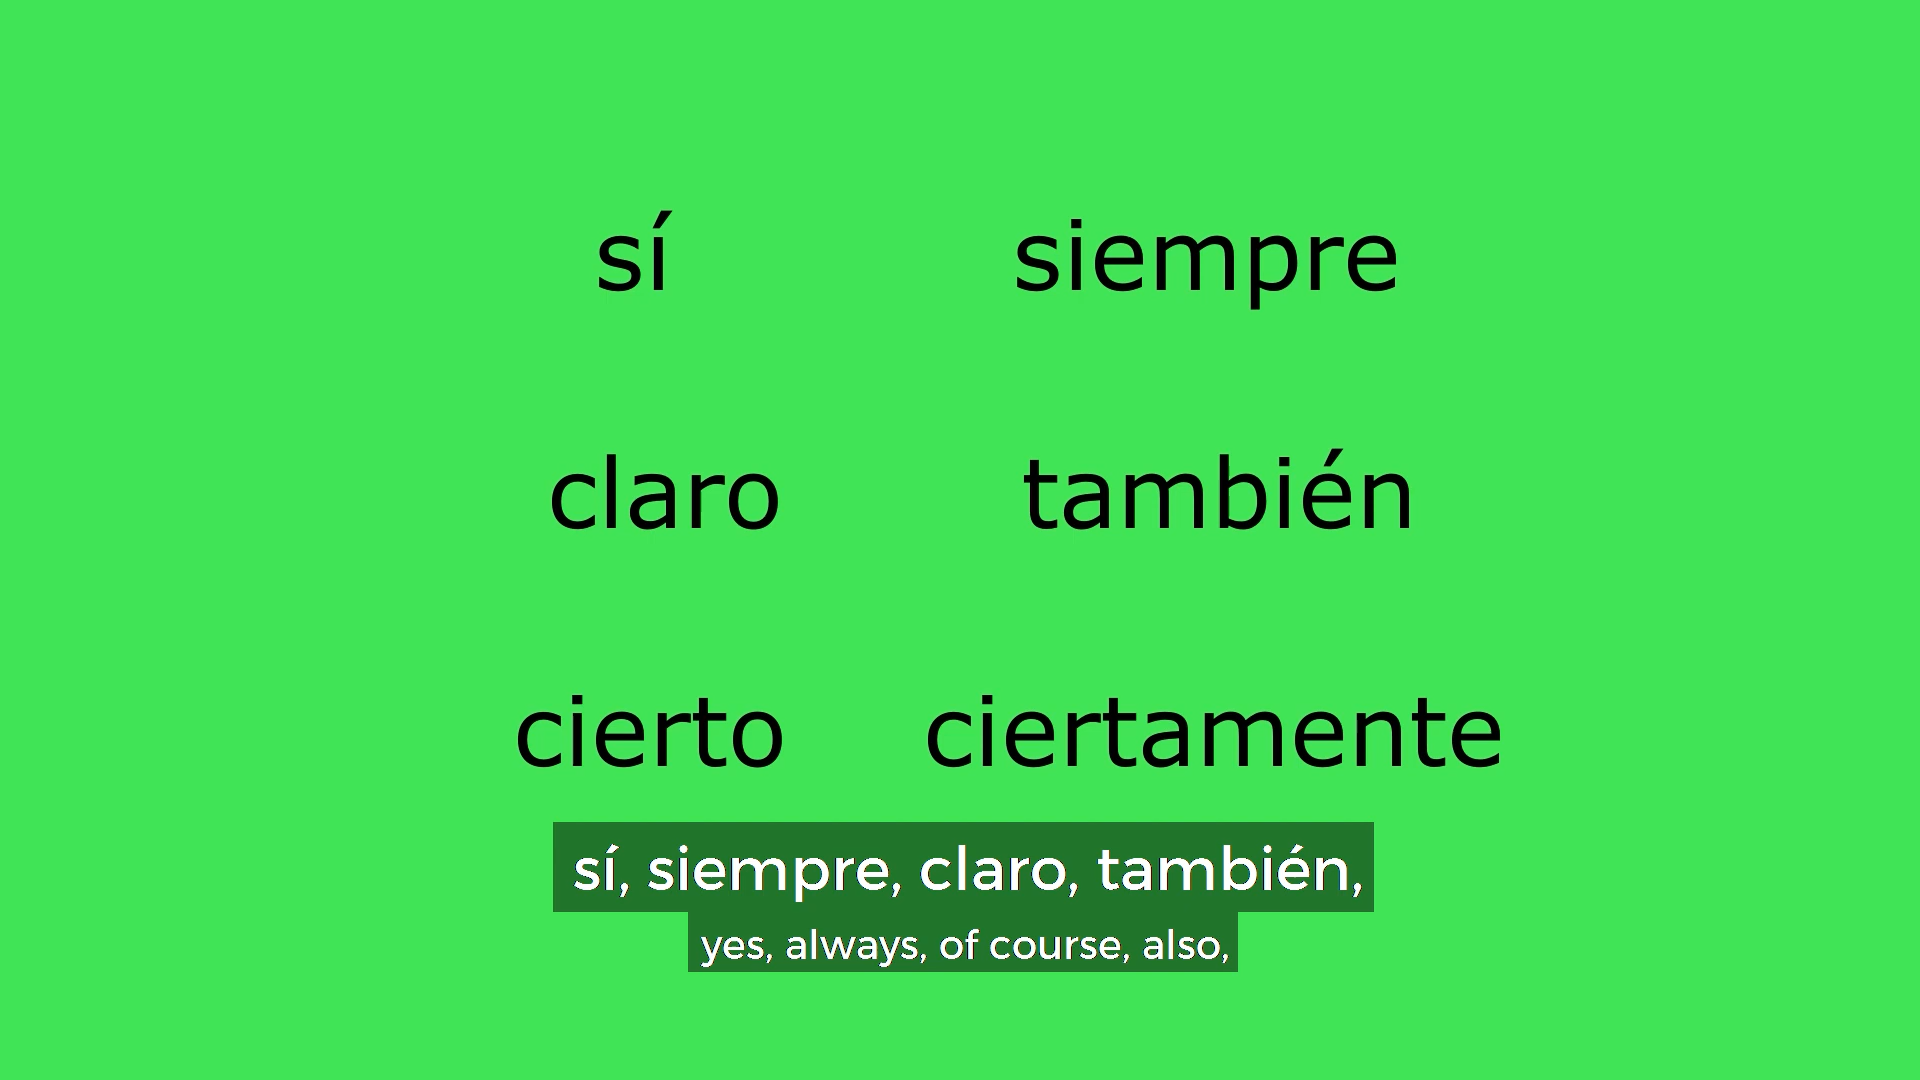 sí siempre
claro también
cierto ciertamente
sí, siempre, claro, también,
yes, always, of course, also,